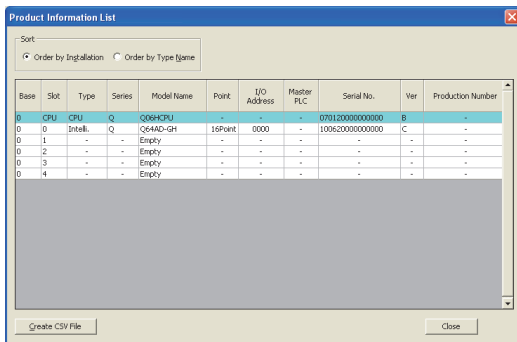 Product Information List
Sort
Order by Installation Order by Type Name
Base Slot Type Series Model Name Point I/O Address Master PLC Serial No. Ver Production Number
0 CPU CPU Q Q06HCPU - - - 070120000000000 B -
0 0 Intelli. Q Q64AD-GH 16Point 0000 - 100620000000000 C -
0 1 - - Empty - - - - - -
0 2 - - Empty - - - - - -
0 3 - - Empty - - - - - -
0 4 - - Empty - - - - - -
Create CSV File Close